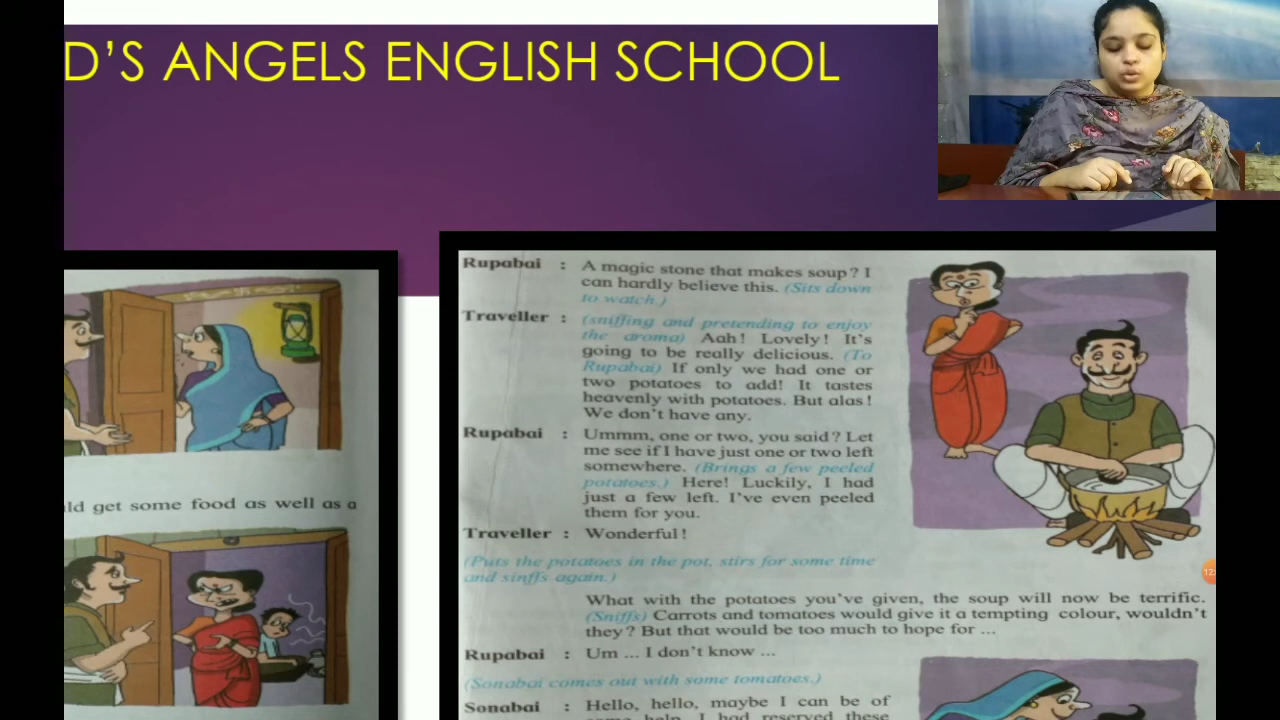 D'S ANGELS ENGLISH SCHOOL
ld get some food as well as a
Rupabai : A magic stone that makes soup? I
can hardly believe this. (Sits down
to watch.)
Traveller : (sniffing and pretending to enjoy
the aroma) Aah! Lovely! It's
going to be really delicious. (To
Rupabai) If only we had one or
two potatoes to add! It tastes
heavenly with potatoes. But alas!
We don't have any.
Rupabai : Ummm, one or two, you said? Let
me see if I have just one or two left
somewhere. (Brings a few peeled
potatoes.) Here! Luckily, I had
just a few left. I've even peeled
them for you.
Traveller : Wonderful!
(Puts the potatoes in the pot, stirs for some time
and sinffs again.)
What with the potatoes you've given, the soup will now be terrific.
(Sniffs) Carrots and tomatoes would give it a tempting colour, wouldn't
they? But that would be too much to hope for ...
Rupabai : Um ... I don't know ...
(Sonabai comes out with some tomatoes.)
Sonabai : Hello, hello, maybe I can be of
some help. I had reserved these